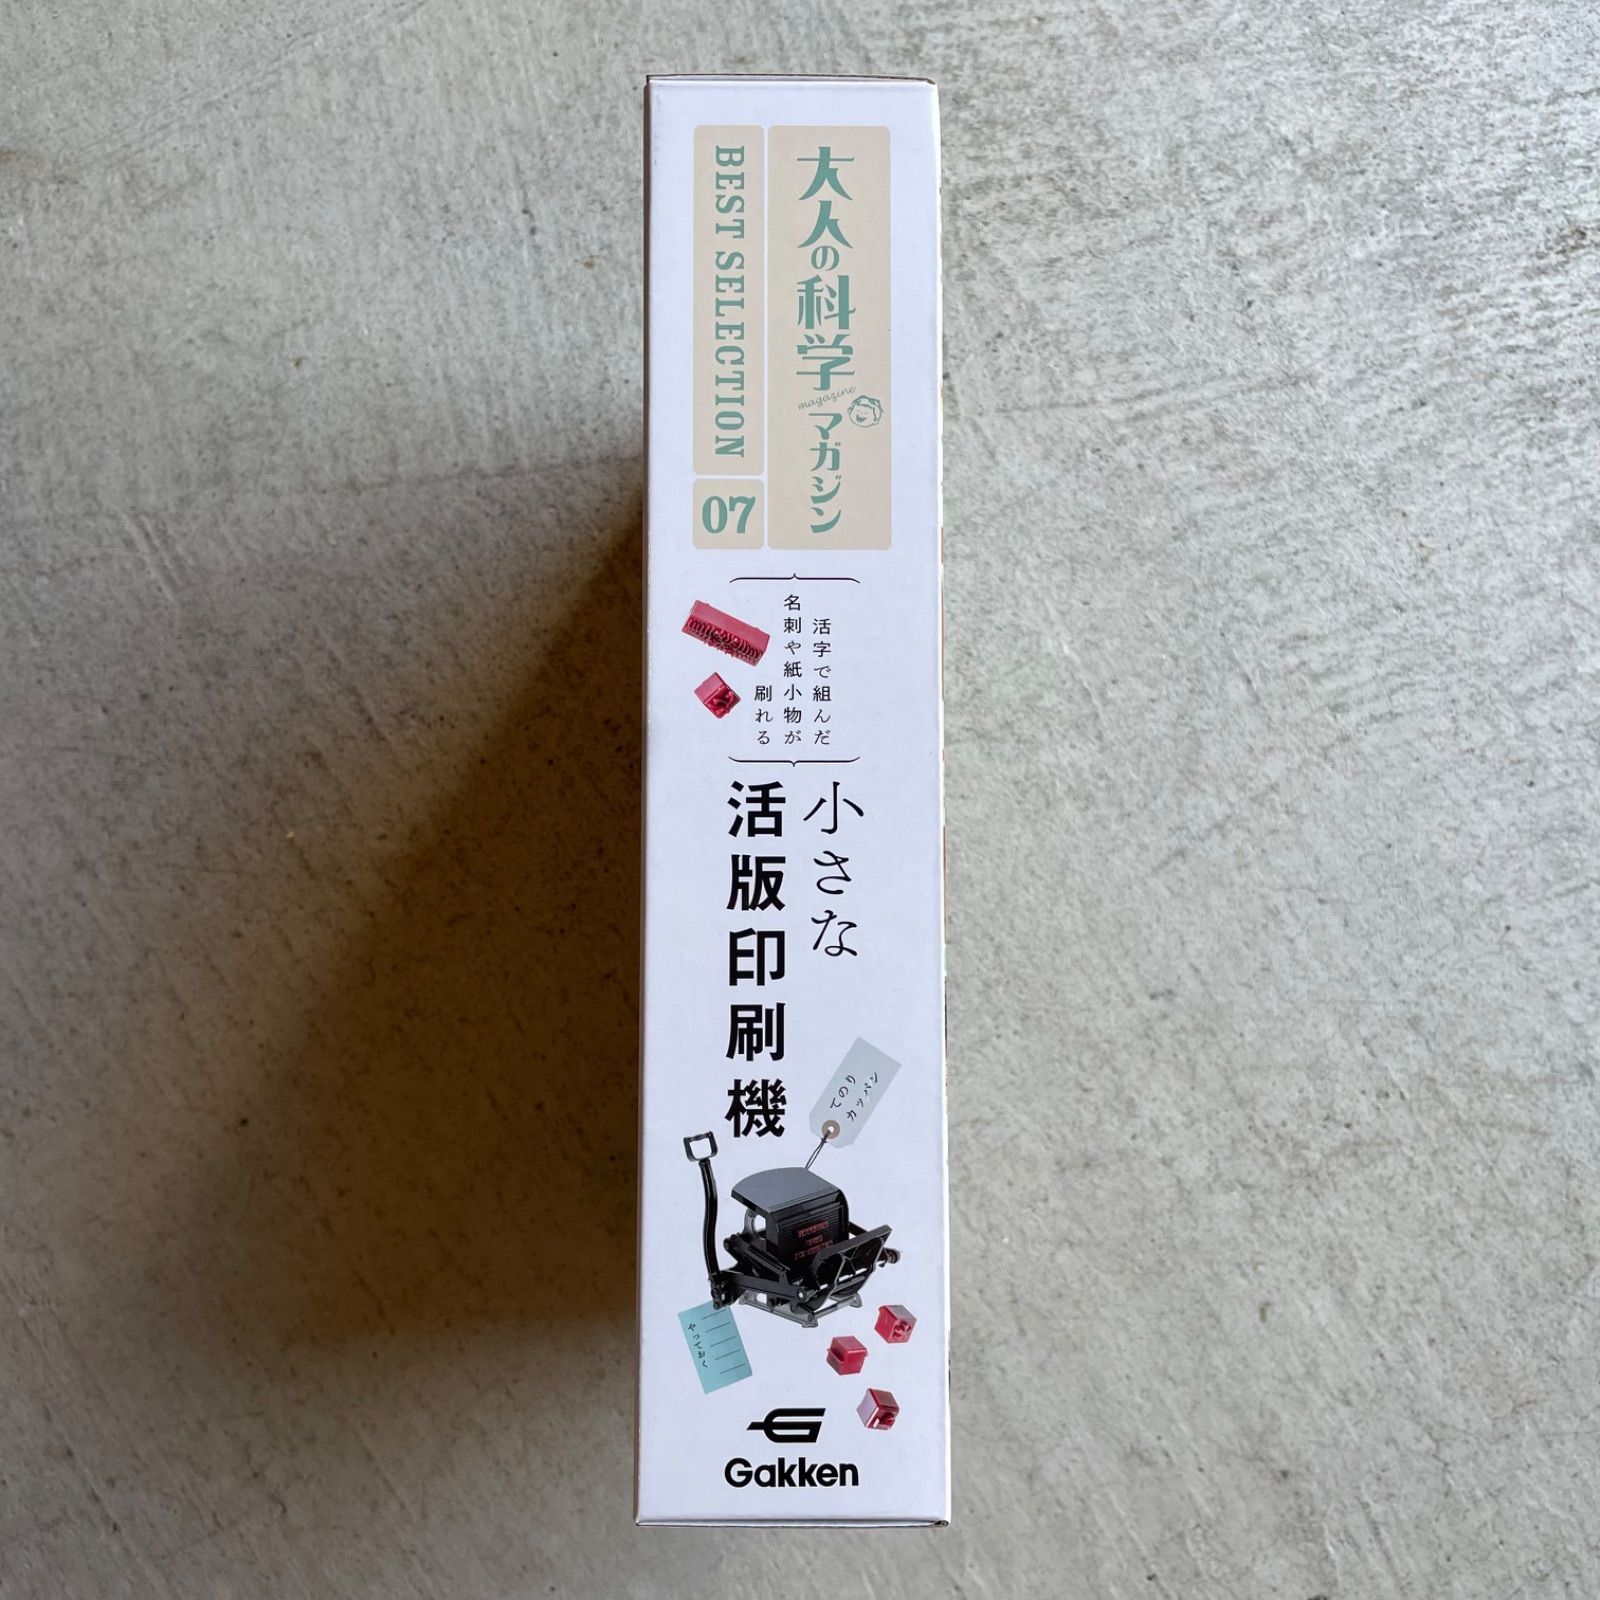 大人の科学マガジン
magazine
BEST SELECTION
07
活字で組んだ
名刺や紙小物が
刷れる
小さな
活版印刷機
てのり
カッパン
やっておく
Gakken